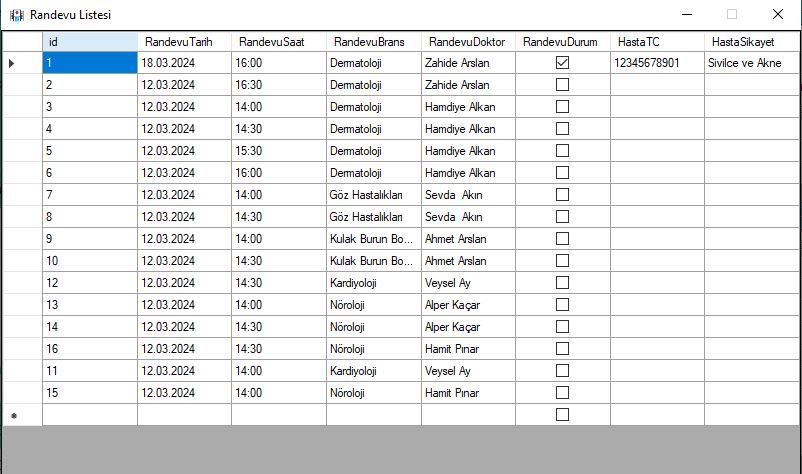 Randevu Listesi
id RandevuTarih RandevuSaat RandevuBrans RandevuDoktor RandevuDurum HastaTC HastaSikayet
1 18.03.2024 16:00 Dermatoloji Zahide Arslan 12345678901 Sivilce ve Akne
2 12.03.2024 16:30 Dermatoloji Zahide Arslan
3 12.03.2024 14:00 Dermatoloji Hamdiye Alkan
4 12.03.2024 14:30 Dermatoloji Hamdiye Alkan
5 12.03.2024 15:30 Dermatoloji Hamdiye Alkan
6 12.03.2024 16:00 Dermatoloji Hamdiye Alkan
7 12.03.2024 14:00 Göz Hastalıkları Sevda Akın
8 12.03.2024 14:30 Göz Hastalıkları Sevda Akın
9 12.03.2024 14:00 Kulak Burun Bo... Ahmet Arslan
10 12.03.2024 14:30 Kulak Burun Bo... Ahmet Arslan
12 12.03.2024 14:30 Kardiyoloji Veysel Ay
13 12.03.2024 14:00 Nöroloji Alper Kaçar
14 12.03.2024 14:30 Nöroloji Alper Kaçar
16 12.03.2024 14:30 Nöroloji Hamit Pınar
11 12.03.2024 14:00 Kardiyoloji Veysel Ay
15 12.03.2024 14:00 Nöroloji Hamit Pınar